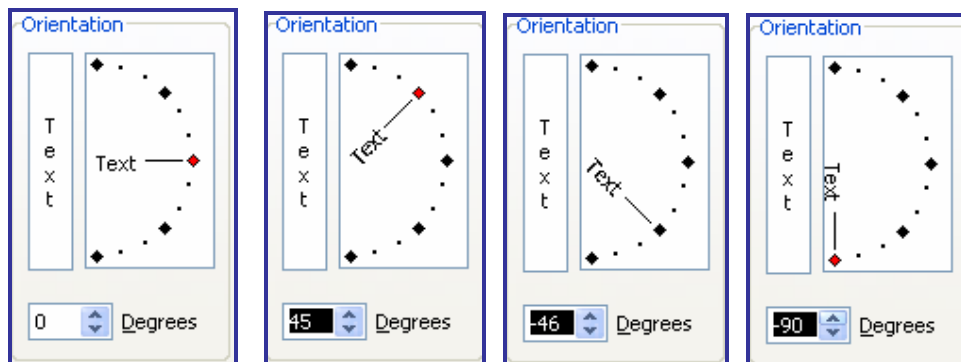 Orientation
T
e
x
t
Text
0 Degrees
Orientation
T
e
x
t
Text
45 Degrees
Orientation
T
e
x
t
Text
-46 Degrees
Orientation
T
e
x
t
Text
-90 Degrees